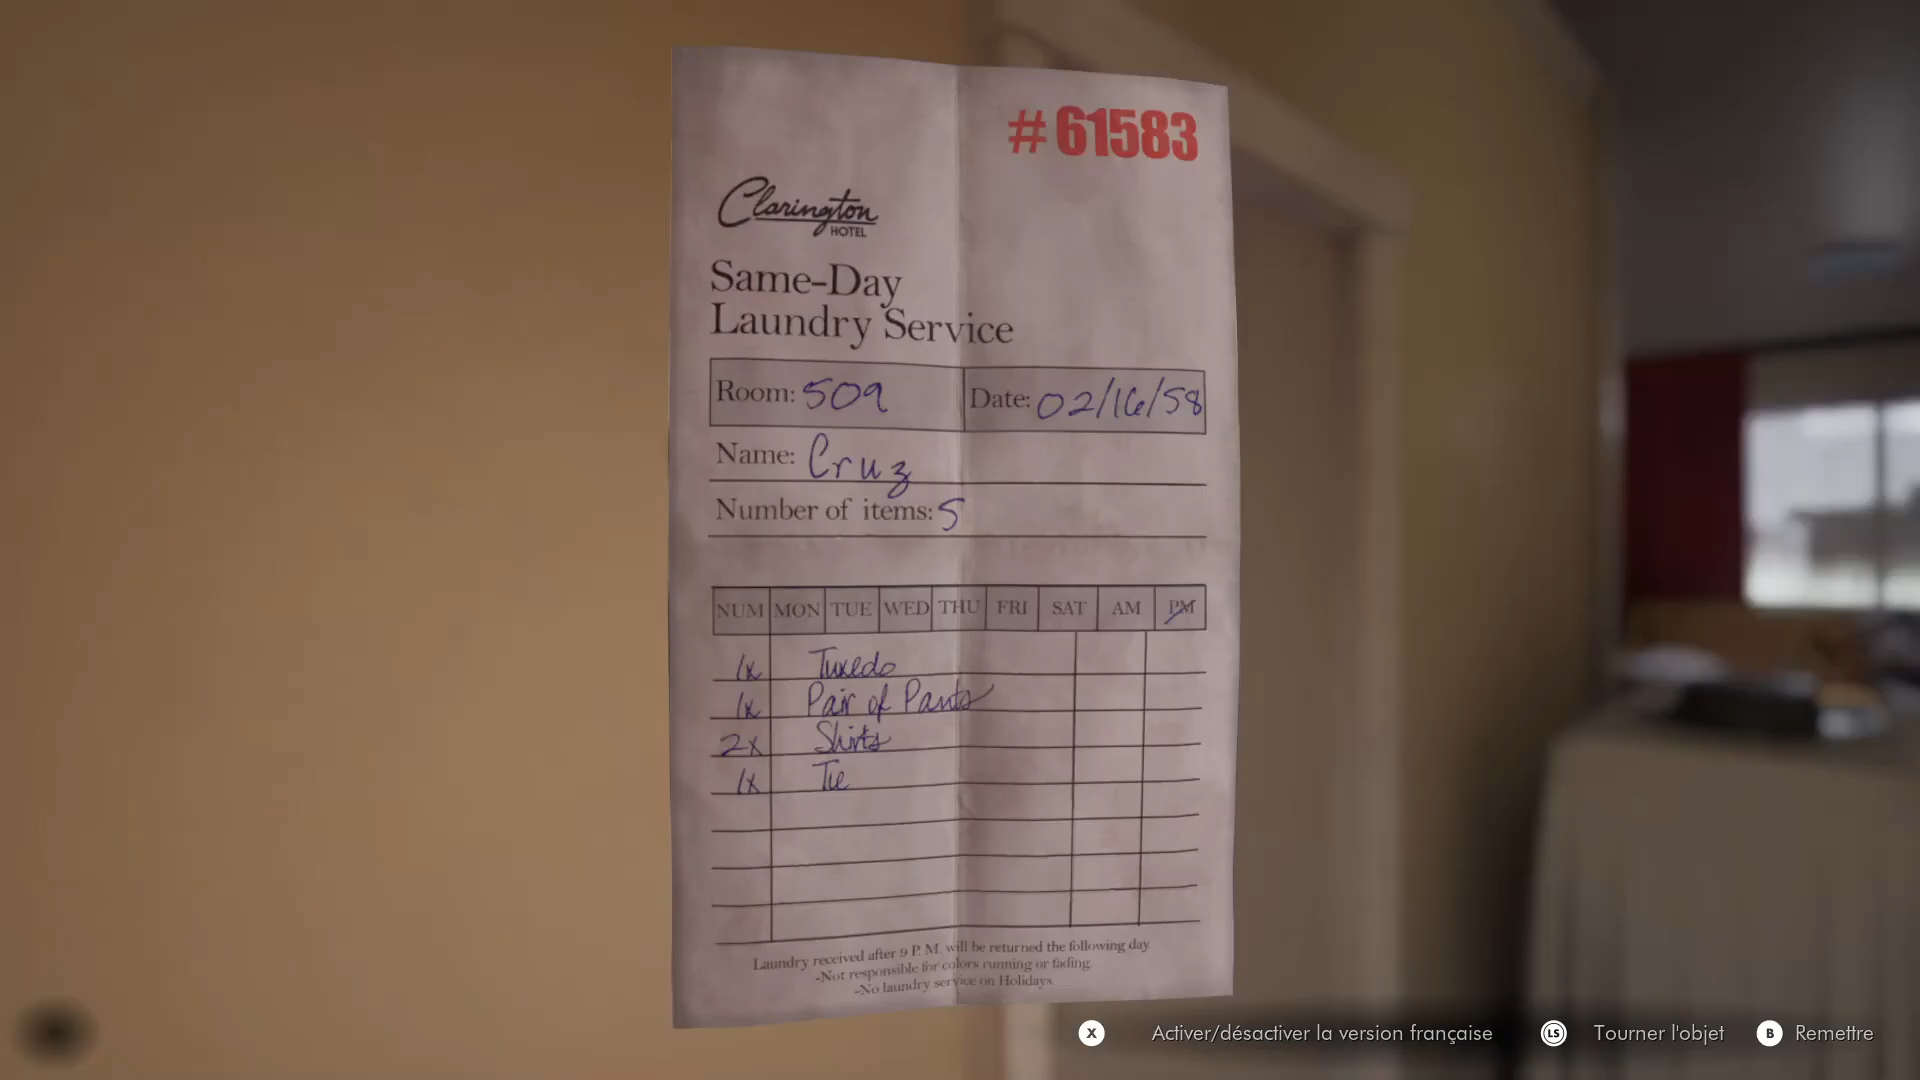 #61583
Clarington
HOTEL
Same-Day
Laundry Service
Room: 509 Date: 02/16/58
Name: Cruz
Number of items: 5
NUM MON TUE WED THU FRI SAT AM PM
1x Tuxedo
1x Pair of Pants
2x Shirts
1x Tie
Laundry received after 9 P. M. will be returned the following day
-Not responsible for colors running or fading.
-No laundry service on Holidays
X Activer/désactiver la version française LS Tourner l'objet B Remettre